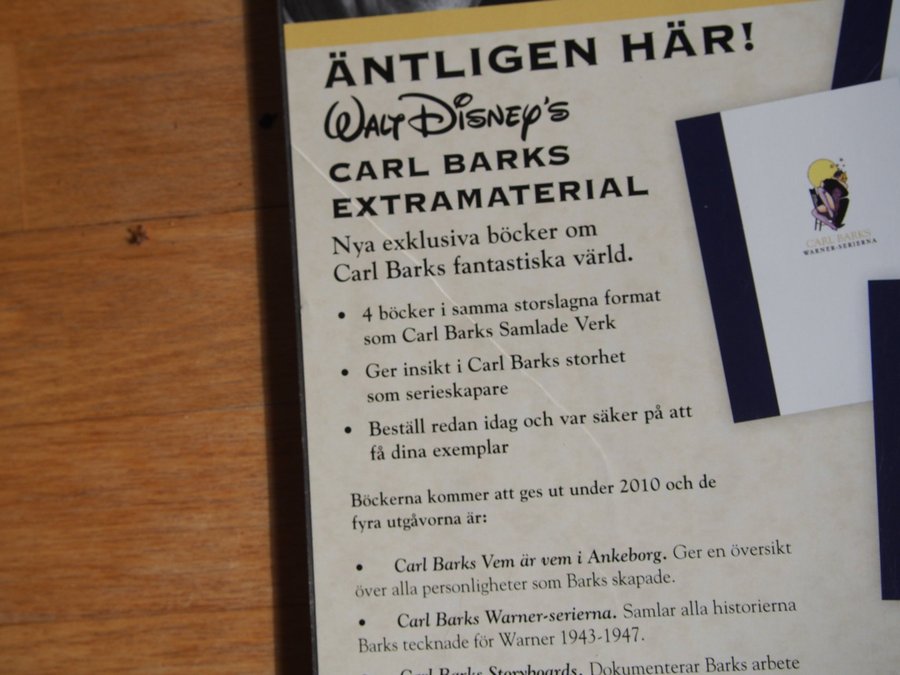 ÄNTLIGEN HÄR!
WALT DISNEY'S
CARL BARKS
EXTRAMATERIAL
Nya exklusiva böcker om
Carl Barks fantastiska värld.
• 4 böcker i samma storslagna format
som Carl Barks Samlade Verk
• Ger insikt i Carl Barks storhet
som serieskapare
• Beställ redan idag och var säker på att
få dina exemplar
Böckerna kommer att ges ut under 2010 och de
fyra utgåvorna är:
• Carl Barks Vem är vem i Ankeborg. Ger en översikt
över alla personligheter som Barks skapade.
• Carl Barks Warner-serierna. Samlar alla historierna
Barks tecknade för Warner 1943-1947.
Carl Barks Storyboards. Dokumenterar Barks arbete
CARL BARKS
WARNER-SERIERNA